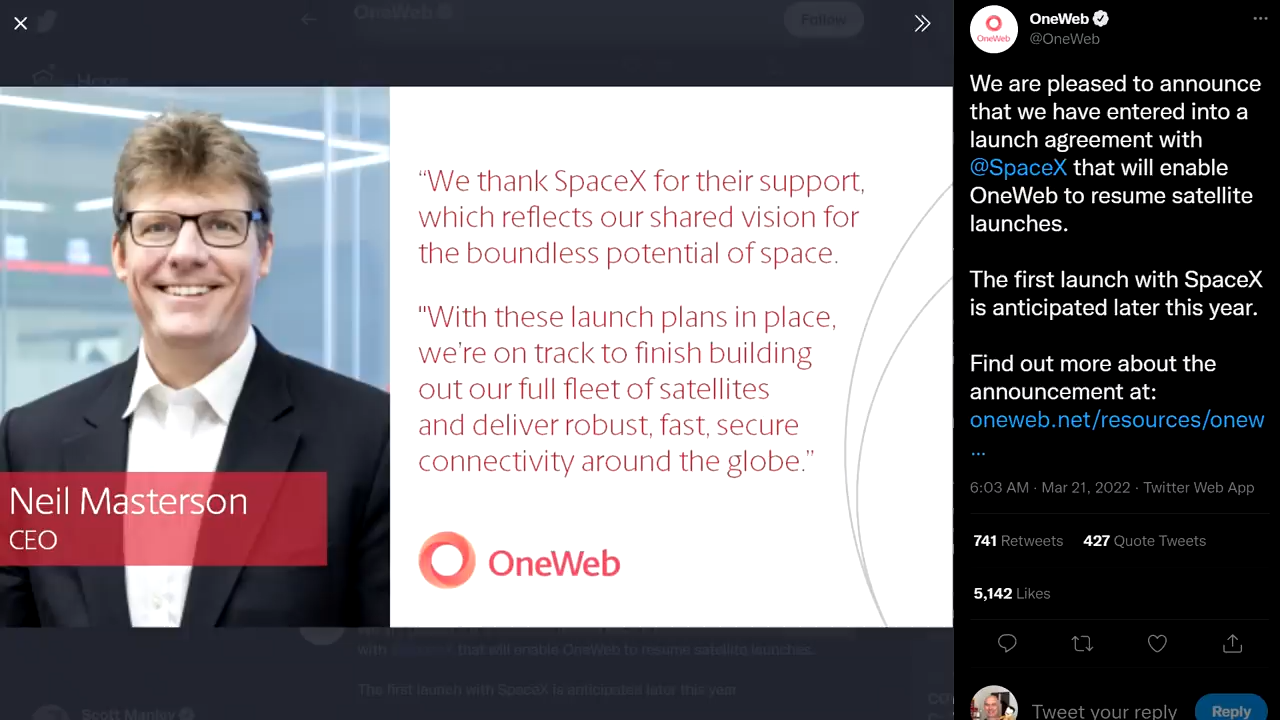 OneWeb
Follow
Home
“We thank SpaceX for their support,
which reflects our shared vision for
the boundless potential of space.
"With these launch plans in place,
we’re on track to finish building
out our full fleet of satellites
and deliver robust, fast, secure
connectivity around the globe.”
Neil Masterson
CEO
OneWeb
with @SpaceX that will enable OneWeb to resume satellite launches.
The first launch with SpaceX is anticipated later this year
Scott Manley
OneWeb
OneWeb
@OneWeb
We are pleased to announce
that we have entered into a
launch agreement with
@SpaceX that will enable
OneWeb to resume satellite
launches.
The first launch with SpaceX
is anticipated later this year.
Find out more about the
announcement at:
oneweb.net/resources/onew
...
6:03 AM · Mar 21, 2022 · Twitter Web App
741 Retweets 427 Quote Tweets
5,142 Likes
Tweet your reply
Reply